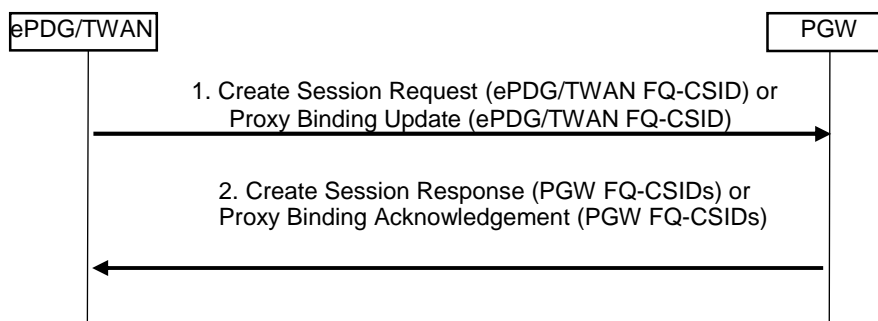 ePDG/TWAN
PGW
1. Create Session Request (ePDG/TWAN FQ-CSID) or
Proxy Binding Update (ePDG/TWAN FQ-CSID)
2. Create Session Response (PGW FQ-CSIDs) or
Proxy Binding Acknowledgement (PGW FQ-CSIDs)